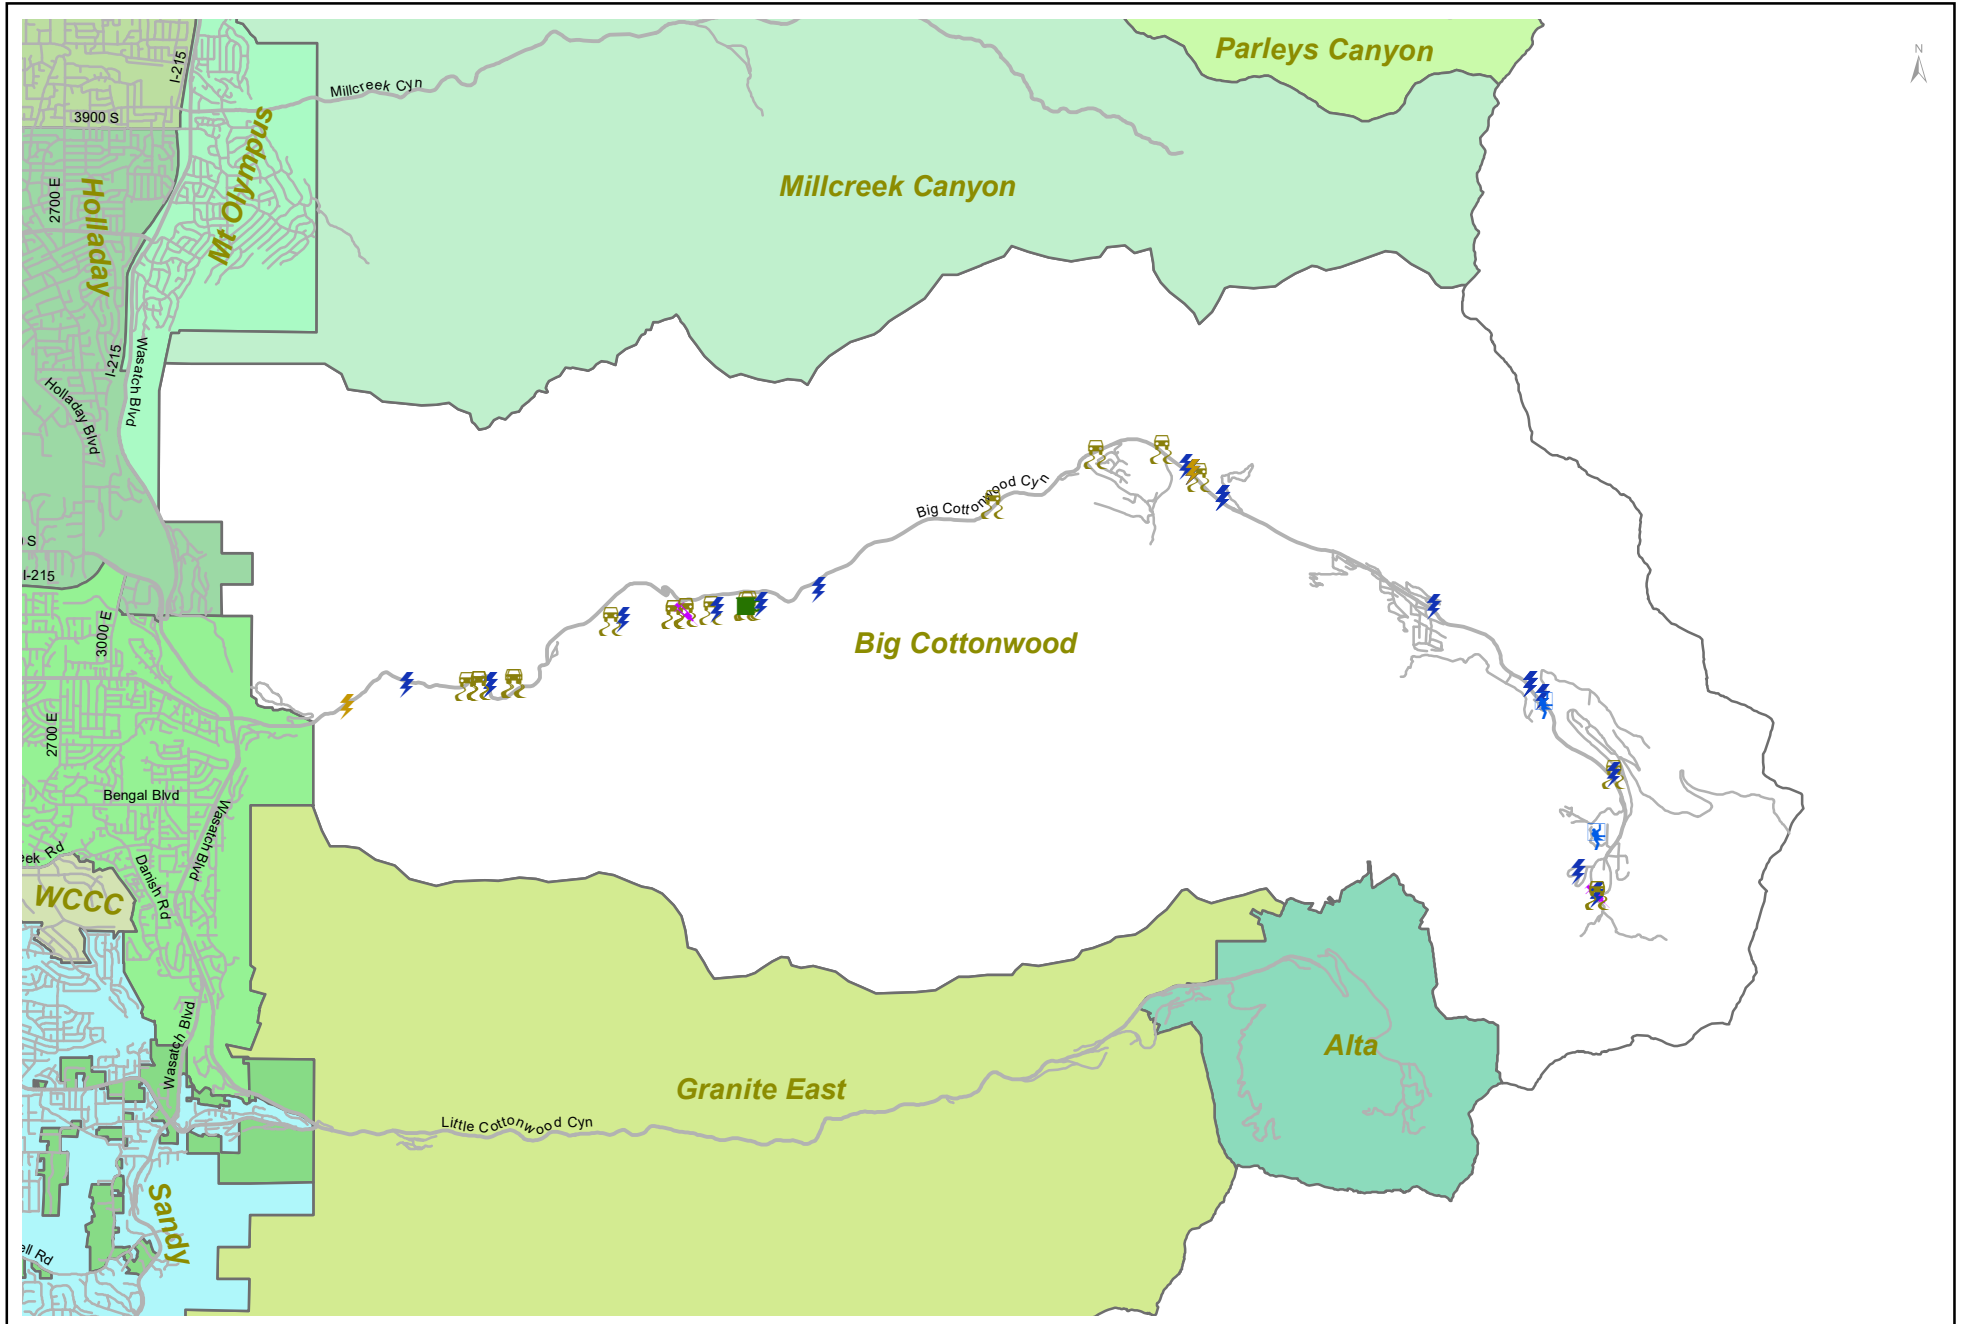 Parleys Canyon
N
I-215
Millcreek Cyn
3900 S
Mt Olympus
Holladay
2700 E
Millcreek Canyon
I-215
Wasatch Blvd
Holladay Blvd
Big Cottonwood Cyn
S
I-215
3000 E
Big Cottonwood
2700 E
Bengal Blvd
Wasatch Blvd
eek Rd
Danish Rd
WCCC
Wasatch Blvd
Alta
Granite East
Little Cottonwood Cyn
Sandy
ell Rd